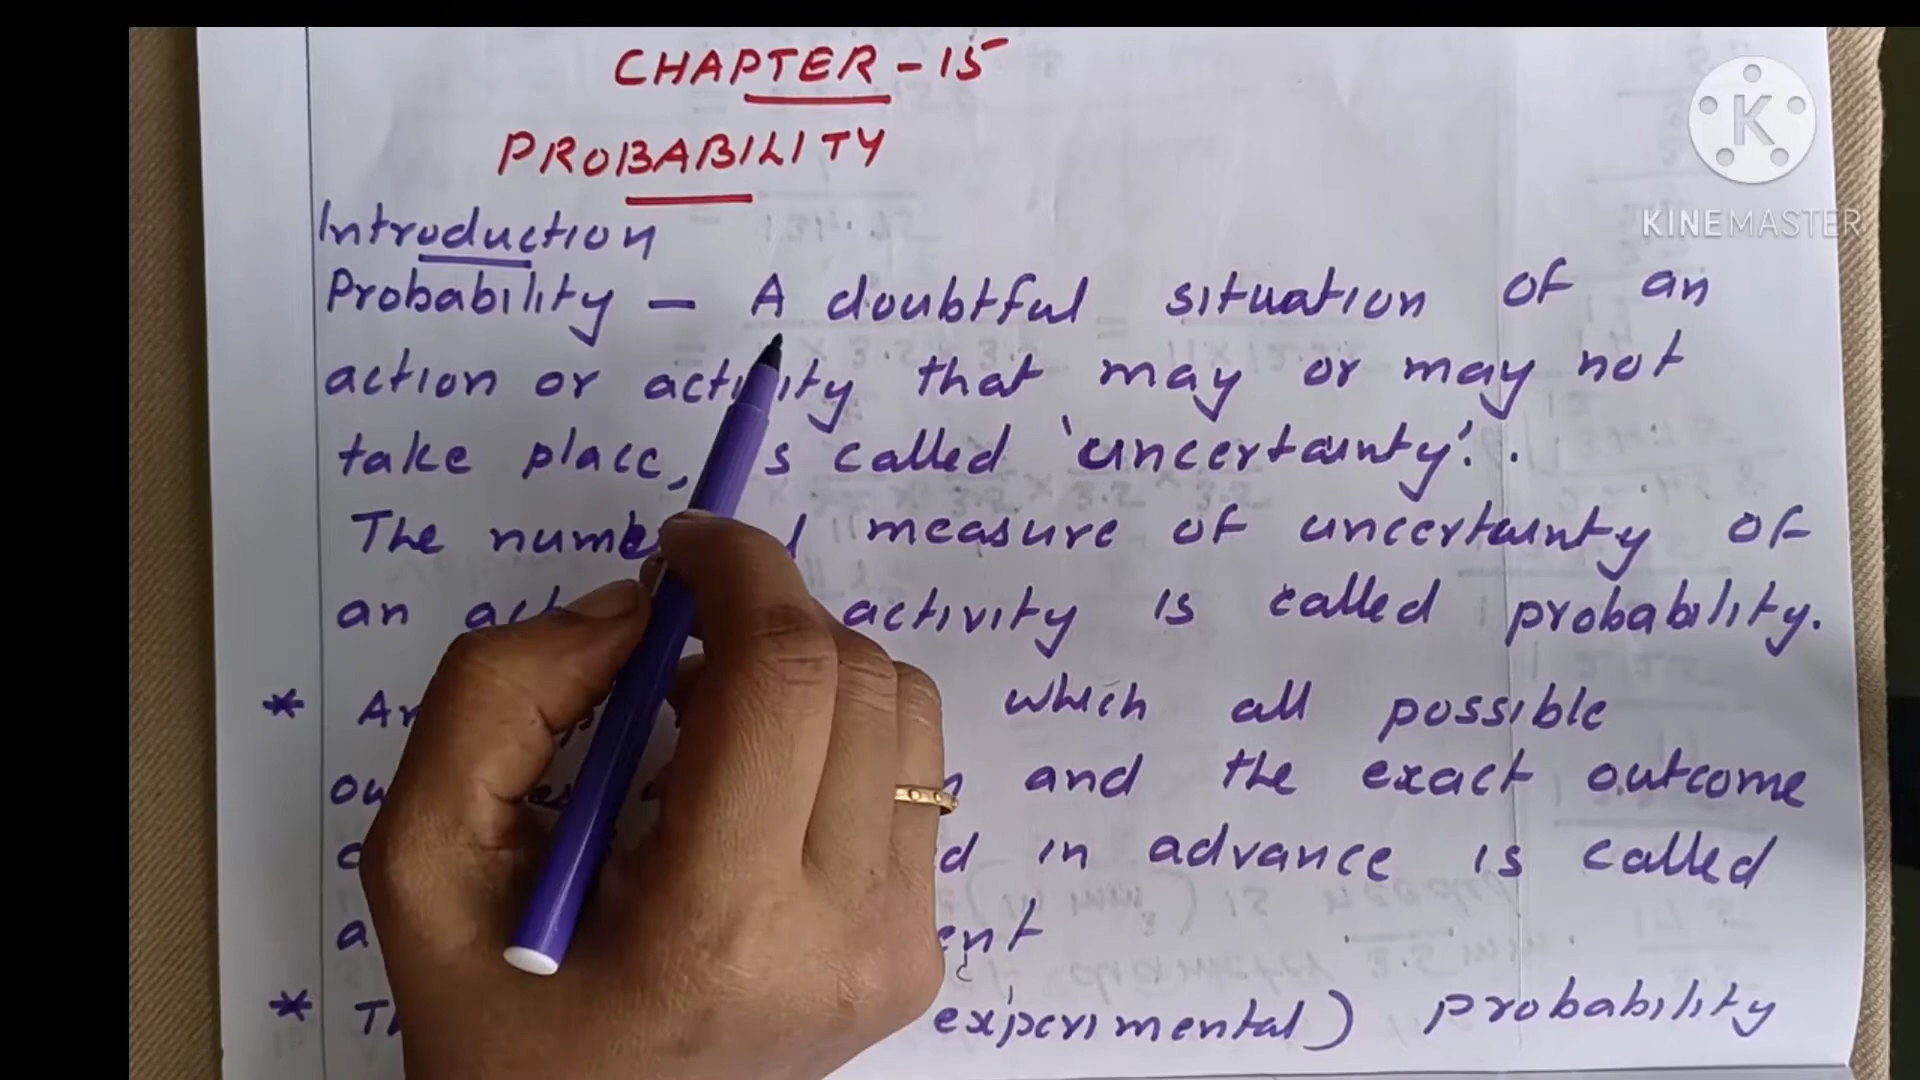 CHAPTER - 15
PROBABILITY
Introduction
Probability — A doubtful situation of an
action or activity that may or may not
take place, is called 'uncertainty'.
The measure of uncertainty of
an activity is called probability.
* which all possible
and the exact outcome
in advance is called
* experimental) probability
K
KINEMASTER